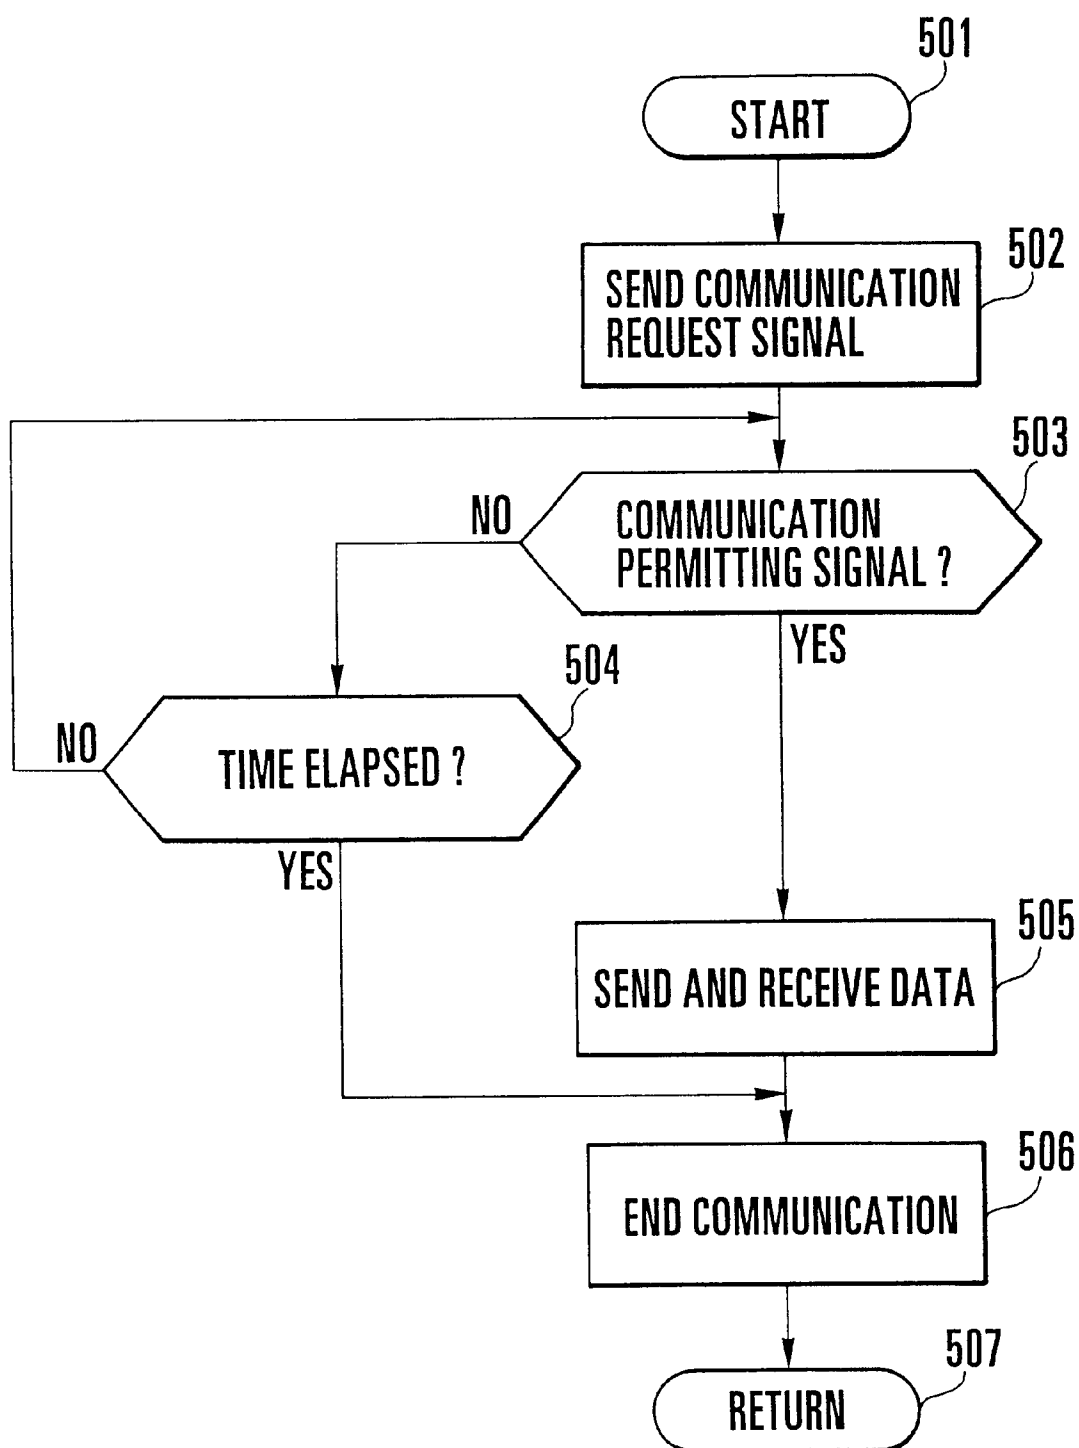 501
START
502
SEND COMMUNICATION
REQUEST SIGNAL
503
NO
COMMUNICATION
PERMITTING SIGNAL ?
YES
504
NO
TIME ELAPSED ?
YES
505
SEND AND RECEIVE DATA
506
END COMMUNICATION
507
RETURN